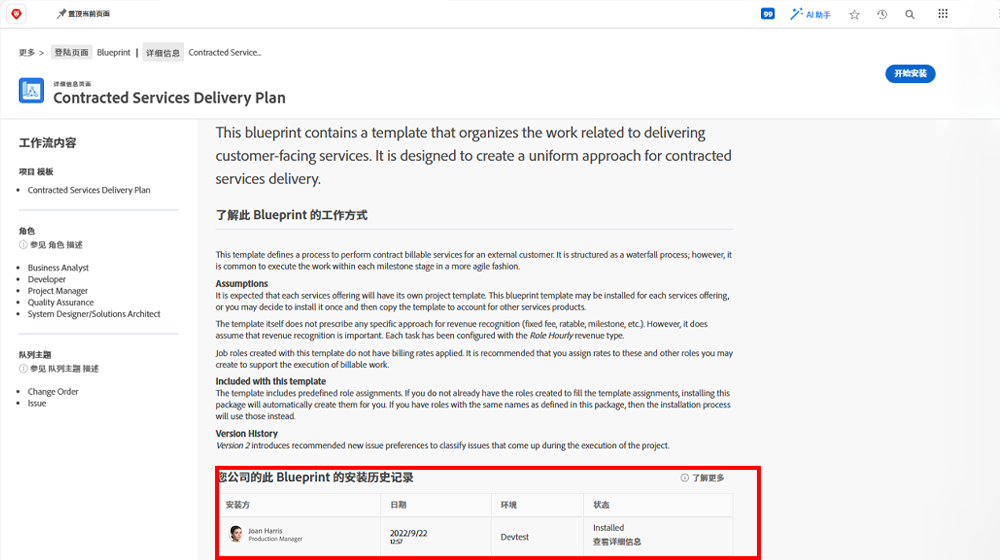 置顶当前页面
99
AI 助手
更多 > 登陆页面 Blueprint | 详细信息 Contracted Service...
详细信息页面
Contracted Services Delivery Plan
开始安装
工作流内容
项目 模板
• Contracted Services Delivery Plan
角色
参见 角色 描述
• Business Analyst
• Developer
• Project Manager
• Quality Assurance
• System Designer/Solutions Architect
队列主题
参见 队列主题 描述
• Change Order
• Issue
This blueprint contains a template that organizes the work related to delivering
customer-facing services. It is designed to create a uniform approach for contracted
services delivery.
了解此 Blueprint 的工作方式
This template defines a process to perform contract billable services for an external customer. It is structured as a waterfall process; however, it
is common to execute the work within each milestone stage in a more agile fashion.
Assumptions
It is expected that each services offering will have its own project template. This blueprint template may be installed for each services offering,
or you may decide to install it once and then copy the template to account for other services products.
The template itself does not prescribe any specific approach for revenue recognition (fixed fee, ratable, milestone, etc.). However, it does
assume that revenue recognition is important. Each task has been configured with the Role Hourly revenue type.
Job roles created with this template do not have billing rates applied. It is recommended that you assign rates to these and other roles you may
create to support the execution of billable work.
Included with this template
The template includes predefined role assignments. If you do not already have the roles created to fill the template assignments, installing this
package will automatically create them for you. If you have roles with the same names as defined in this package, then the installation process
will use those instead.
Version History
Version 2 introduces recommended new issue preferences to classify issues that come up during the execution of the project.
您公司的此 Blueprint 的安装历史记录
了解更多
安装方 日期 环境 状态
Joan Harris
Production Manager
2022/9/22
12:57
Devtest
Installed
查看详细信息